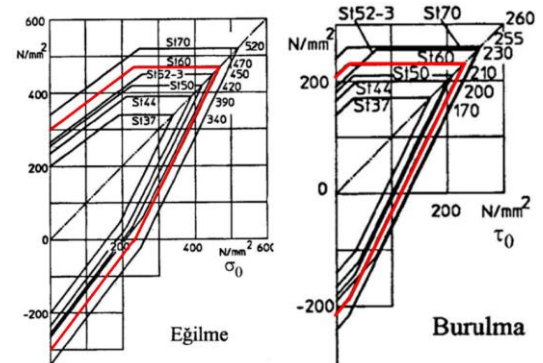 N/mm²
600
St70
520
St60
470
St52-3
450
St50
420
St44
390
St37
340
400
200
0
200
400
600
N/mm²
σ₀
-200
Eğilme
St52-3
St70
260
N/mm²
255
St60
230
200
St50
210
St44
200
St37
170
0
200
N/mm²
τ₀
-200
Burulma